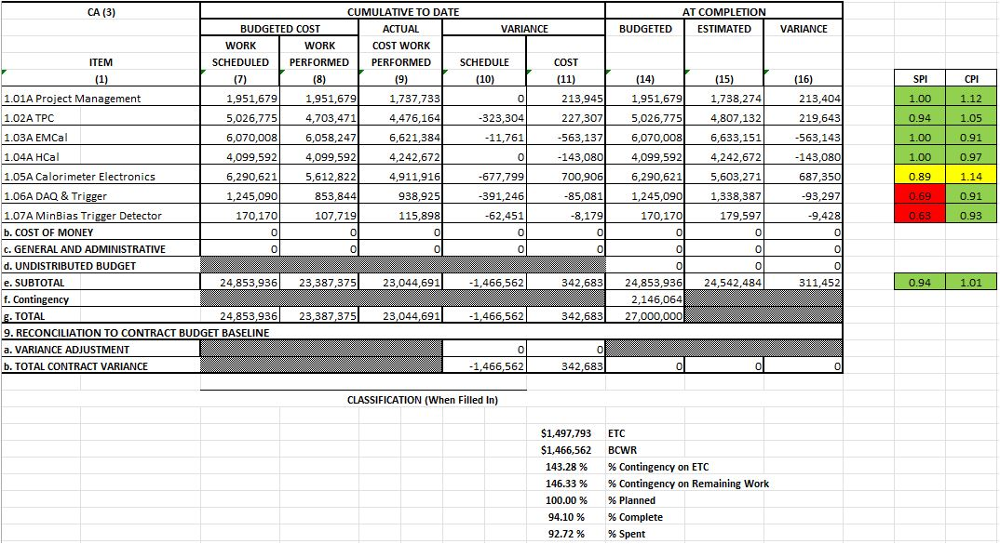 CA (3) CUMULATIVE TO DATE AT COMPLETION
BUDGETED COST ACTUAL VARIANCE BUDGETED ESTIMATED VARIANCE
WORK WORK COST WORK
ITEM SCHEDULED PERFORMED PERFORMED SCHEDULE COST
(1) (7) (8) (9) (10) (11) (14) (15) (16) SPI CPI
1.01A Project Management 1,951,679 1,951,679 1,737,733 0 213,945 1,951,679 1,738,274 213,404 1.00 1.12
1.02A TPC 5,026,775 4,703,471 4,476,164 -323,304 227,307 5,026,775 4,807,132 219,643 0.94 1.05
1.03A EMCal 6,070,008 6,058,247 6,621,384 -11,761 -563,137 6,070,008 6,633,151 -563,143 1.00 0.91
1.04A HCal 4,099,592 4,099,592 4,242,672 0 -143,080 4,099,592 4,242,672 -143,080 1.00 0.97
1.05A Calorimeter Electronics 6,290,621 5,612,822 4,911,916 -677,799 700,906 6,290,621 5,603,271 687,350 0.89 1.14
1.06A DAQ & Trigger 1,245,090 853,844 938,925 -391,246 -85,081 1,245,090 1,338,387 -93,297 0.69 0.91
1.07A MinBias Trigger Detector 170,170 107,719 115,898 -62,451 -8,179 170,170 179,597 -9,428 0.63 0.93
b. COST OF MONEY 0 0 0 0 0 0 0 0
c. GENERAL AND ADMINISTRATIVE 0 0 0 0 0 0 0 0
d. UNDISTRIBUTED BUDGET 0 0 0
e. SUBTOTAL 24,853,936 23,387,375 23,044,691 -1,466,562 342,683 24,853,936 24,542,484 311,452 0.94 1.01
f. Contingency 2,146,064
g. TOTAL 24,853,936 23,387,375 23,044,691 -1,466,562 342,683 27,000,000
9. RECONCILIATION TO CONTRACT BUDGET BASELINE
a. VARIANCE ADJUSTMENT 0 0
b. TOTAL CONTRACT VARIANCE -1,466,562 342,683 0 0 0
CLASSIFICATION (When Filled In)
$1,497,793 ETC
$1,466,562 BCWR
143.28 % % Contingency on ETC
146.33 % % Contingency on Remaining Work
100.00 % % Planned
94.10 % % Complete
92.72 % % Spent